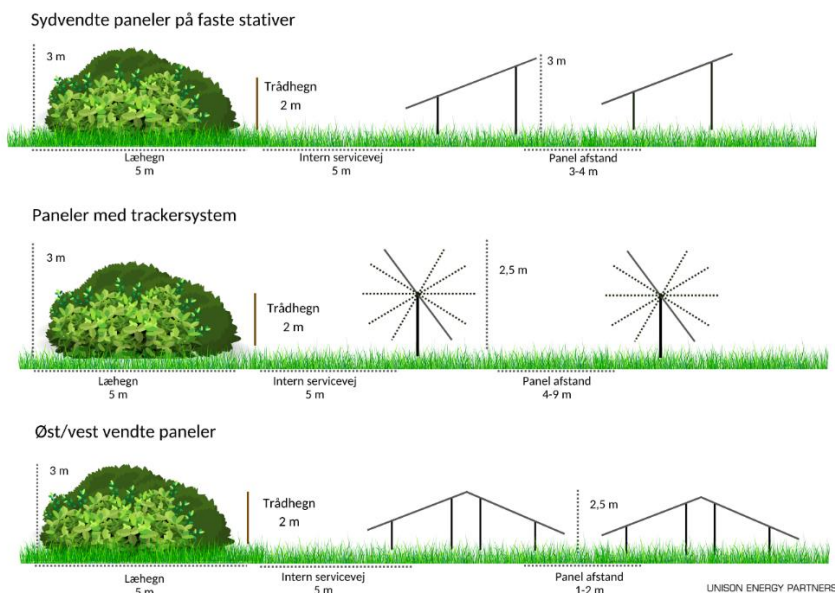 Sydvendte paneler på faste stativer
3 m
Trådhegn
2 m
3 m
Læhegn
5 m
Intern servicevej
5 m
Panel afstand
3-4 m
Paneler med trackersystem
3 m
Trådhegn
2 m
2,5 m
Læhegn
5 m
Intern servicevej
5 m
Panel afstand
4-9 m
Øst/vest vendte paneler
3 m
Trådhegn
2 m
2,5 m
Læhegn
5 m
Intern servicevej
5 m
Panel afstand
1-2 m
UNISON ENERGY PARTNERS